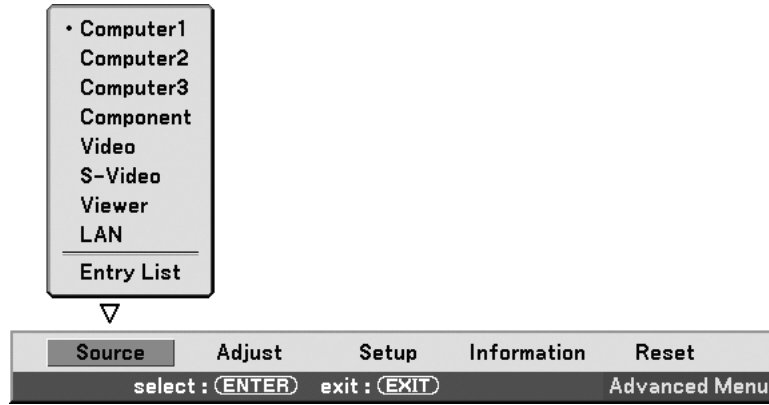 • Computer1
Computer2
Computer3
Component
Video
S-Video
Viewer
LAN
Entry List
Source Adjust Setup Information Reset
select : ENTER exit : EXIT Advanced Menu